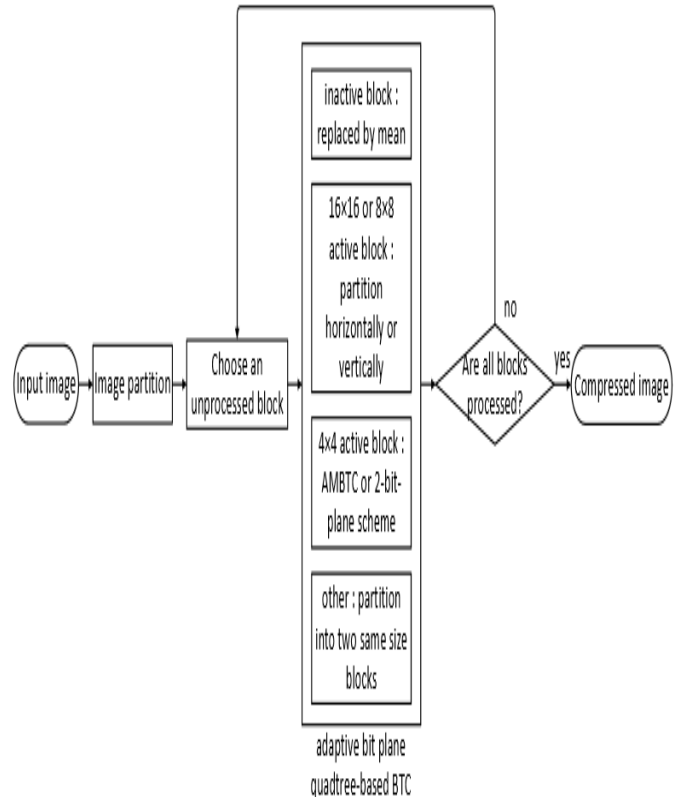 Input image
Image partition
Choose an
unprocessed block
inactive block :
replaced by mean
16×16 or 8×8
active block :
partition
horizontally or
vertically
4×4 active block :
AMBTC or 2-bit-
plane scheme
other : partition
into two same size
blocks
adaptive bit plane
quadtree-based BTC
Are all blocks
processed?
no
yes
Compressed image